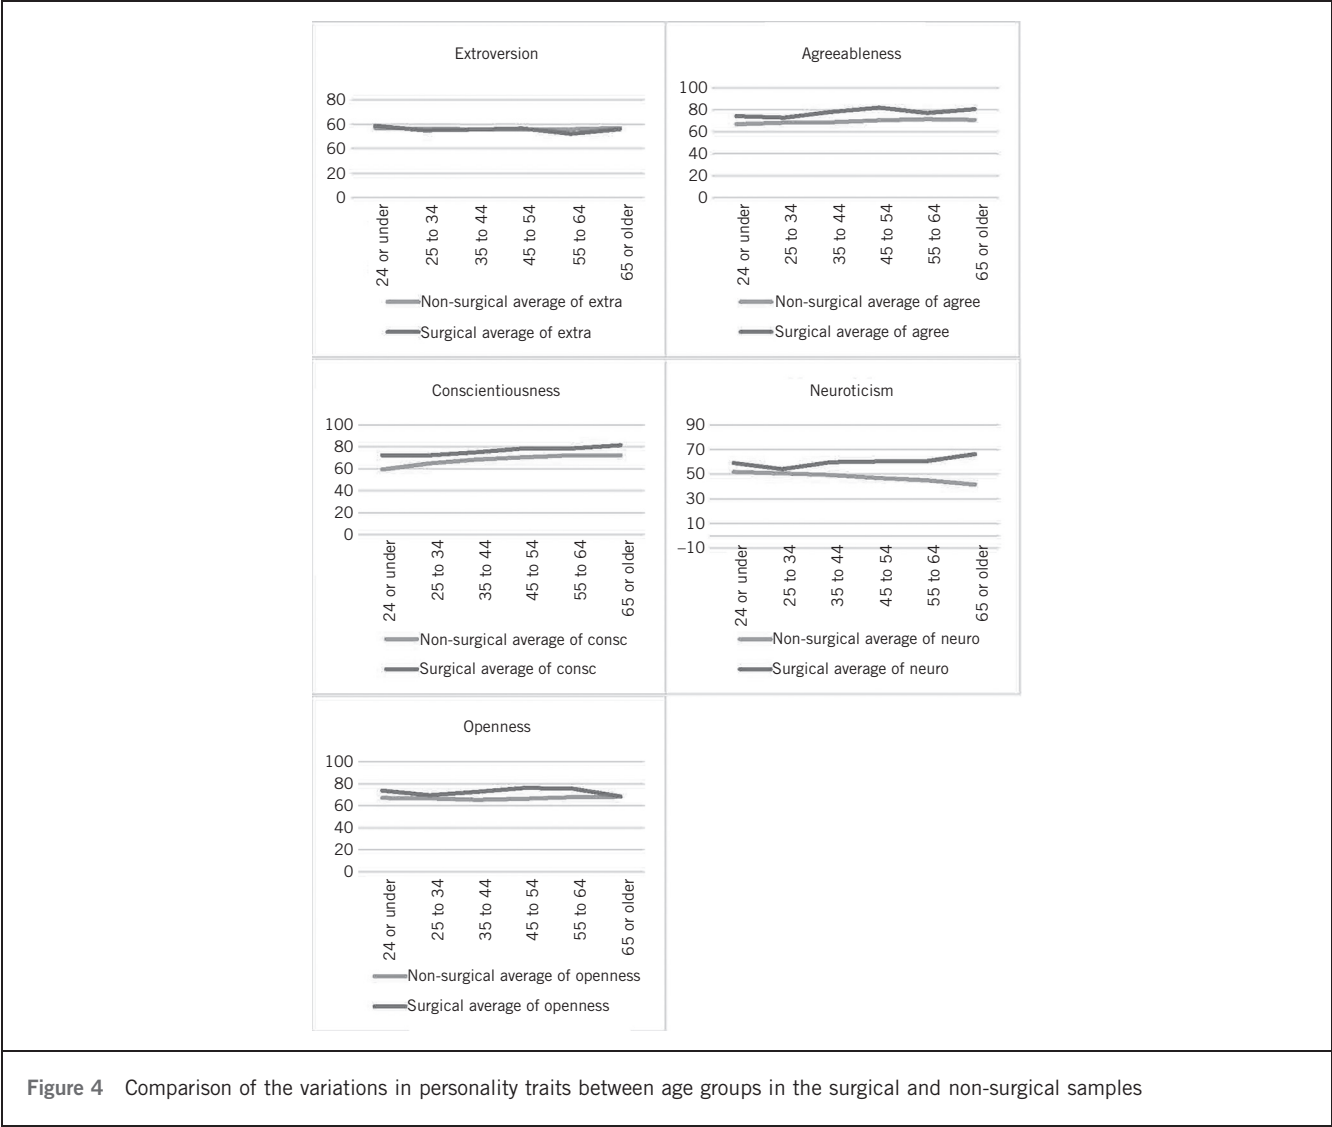 Extroversion
80
60
60
20
0
24 or under
25 to 34
35 to 44
45 to 54
55 to 64
65 or older
Non-surgical average of extra
Surgical average of extra
Agreeableness
100
80
60
40
20
0
24 or under
25 to 34
35 to 44
45 to 54
55 to 64
65 or older
Non-surgical average of agree
Surgical average of agree
Conscientiousness
100
80
60
40
20
0
24 or under
25 to 34
35 to 44
45 to 54
55 to 64
65 or older
Non-surgical average of consc
Surgical average of consc
Neuroticism
90
70
50
30
10
–10
24 or under
25 to 34
35 to 44
45 to 54
55 to 64
65 or older
Non-surgical average of neuro
Surgical average of neuro
Openness
100
80
60
40
20
0
24 or under
25 to 34
35 to 44
45 to 54
55 to 64
65 or older
Non-surgical average of openness
Surgical average of openness
Figure 4 Comparison of the variations in personality traits between age groups in the surgical and non-surgical samples